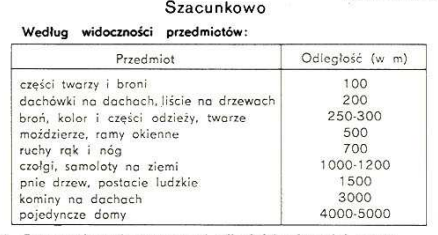 Szacunkowo
Według widoczności przedmiotów:
Przedmiot Odległość (w m)
części twarzy i broni 100
dachówki na dachach, liście na drzewach 200
broń, kolor i części odzieży, twarze 250-300
moździerze, ramy okienne 500
ruchy rąk i nóg 700
czołgi, samoloty na ziemi 1000-1200
pnie drzew, postacie ludzkie 1500
kominy na dachach 3000
pojedyncze domy 4000-5000